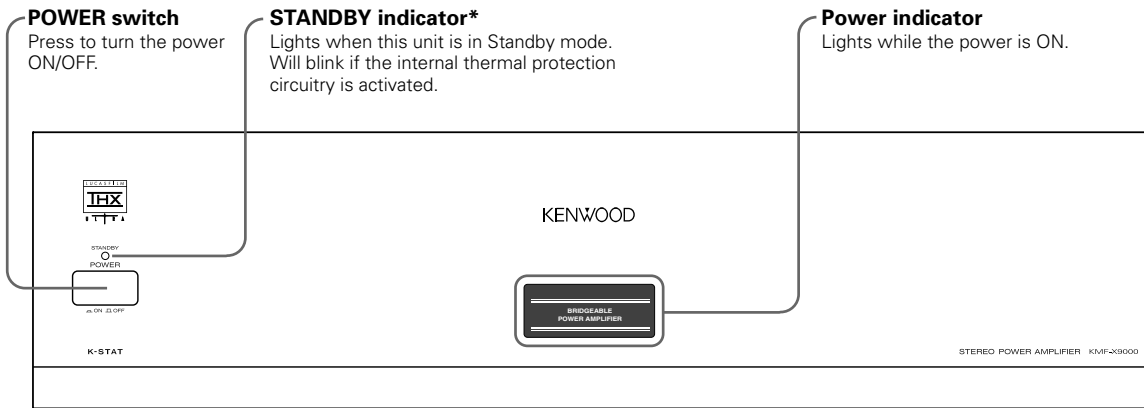 POWER switch
Press to turn the power
ON/OFF.
STANDBY indicator*
Lights when this unit is in Standby mode.
Will blink if the internal thermal protection
circuitry is activated.
Power indicator
Lights while the power is ON.
LUCASFILM
THX
ULTRA
STANDBY
POWER
ON OFF
K-STAT
KENWOOD
BRIDGEABLE
POWER AMPLIFIER
STEREO POWER AMPLIFIER KMF-X9000